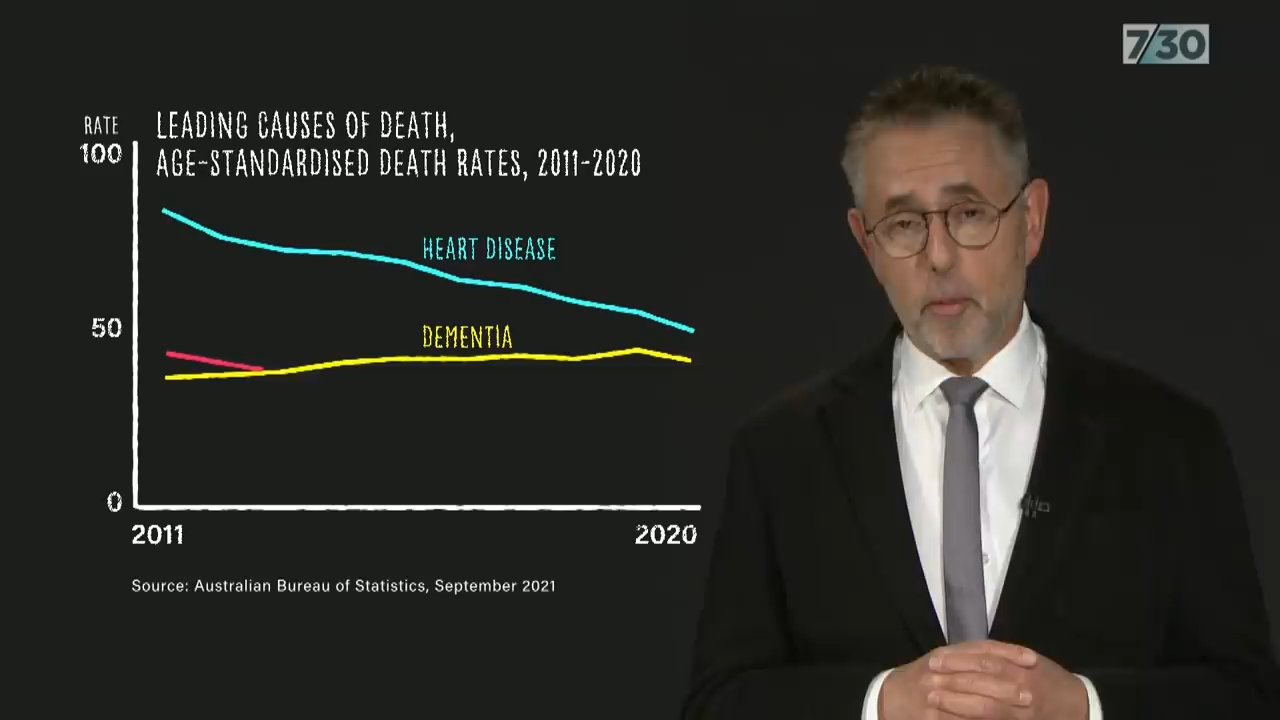 7/30
LEADING CAUSES OF DEATH,
AGE-STANDARDISED DEATH RATES, 2011-2020
RATE
100
HEART DISEASE
50
DEMENTIA
0
2011 2020
Source: Australian Bureau of Statistics, September 2021